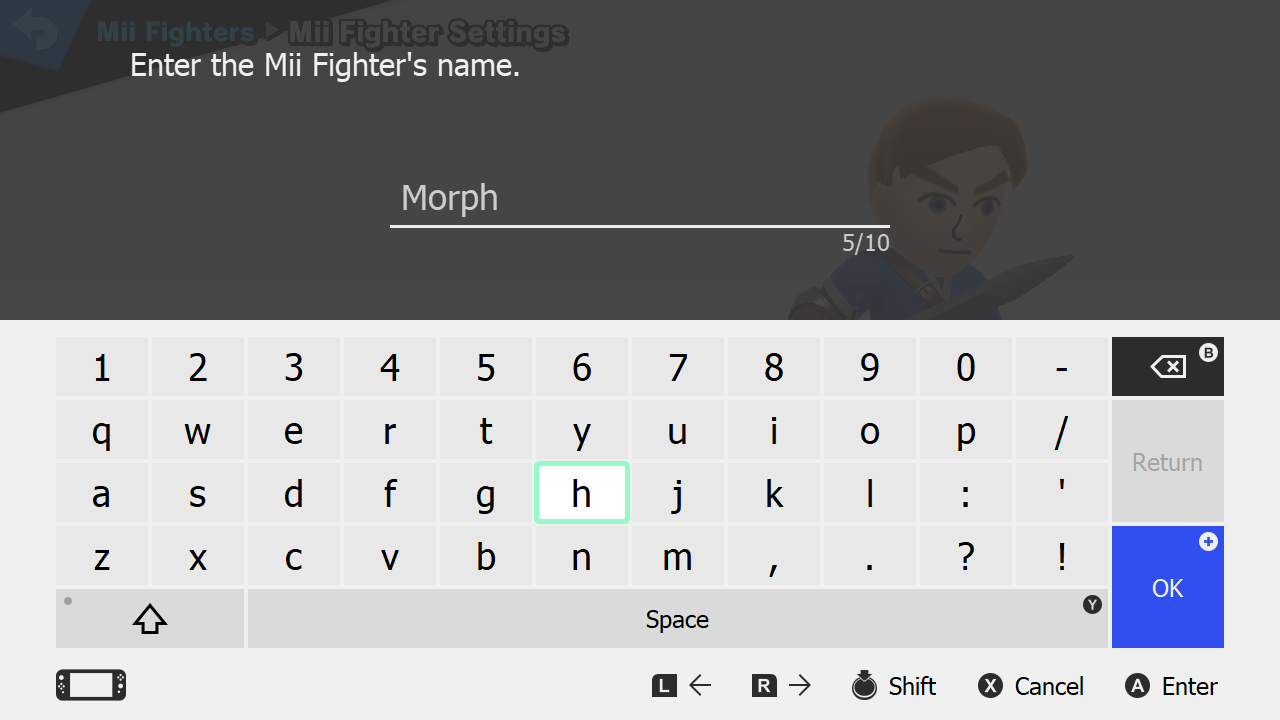 Mii Fighters ▶ Mii Fighter Settings
Enter the Mii Fighter's name.
Morph
5/10
1 2 3 4 5 6 7 8 9 0 - B
q w e r t y u i o p /
Return
a s d f g h j k l : '
z x c v b n m , . ? ! +
OK
Space Y
L ← R → Shift X Cancel A Enter